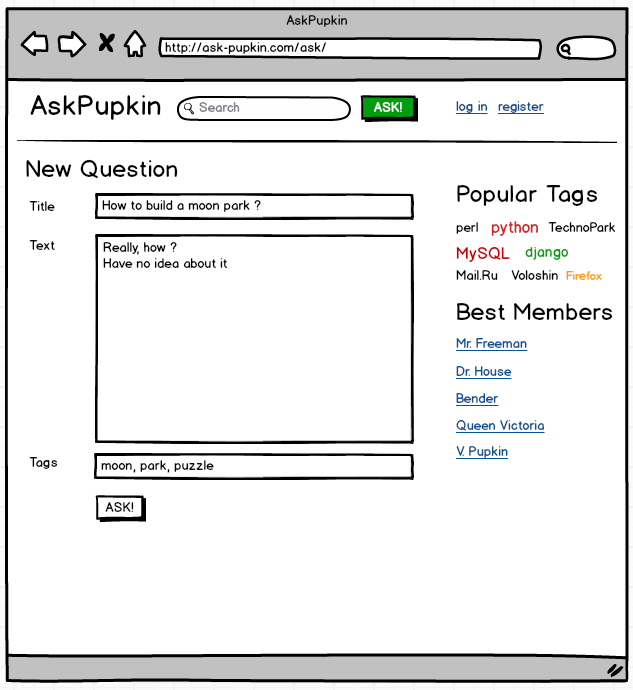 AskPupkin
http://ask-pupkin.com/ask/
AskPupkin Search ASK! log in register
New Question
Title How to build a moon park ?
Text Really, how ?
Have no idea about it
Tags moon, park, puzzle
ASK!
Popular Tags
perl python TechnoPark
MySQL django
Mail.Ru Voloshin Firefox
Best Members
Mr. Freeman
Dr. House
Bender
Queen Victoria
V. Pupkin